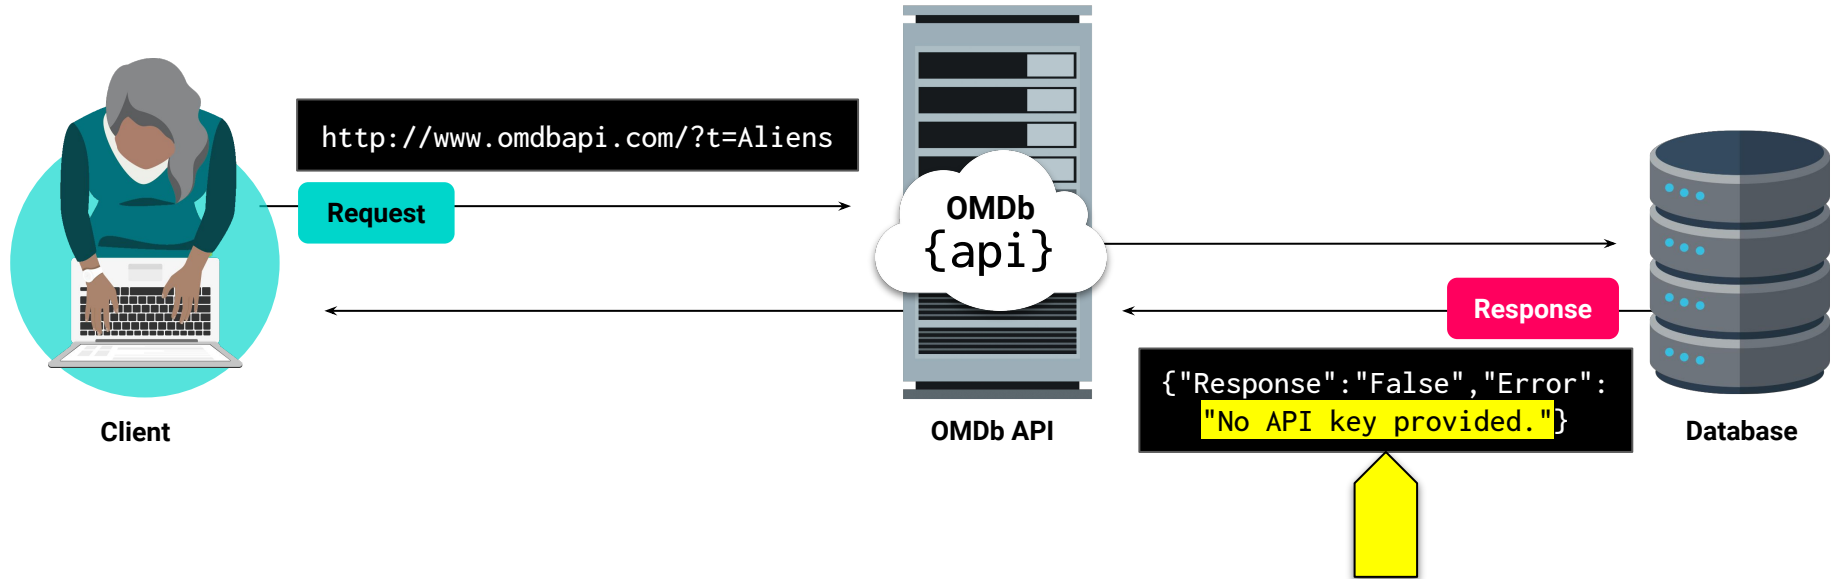 http://www.omdbapi.com/?t=Aliens
Request
OMDb
{api}
Response
{"Response":"False","Error":
"No API key provided."}
Client
OMDb API
Database